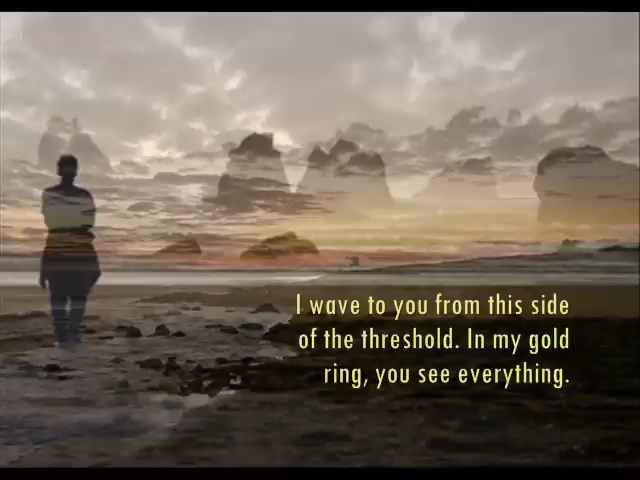 I wave to you from this side
of the threshold. In my gold
ring, you see everything.